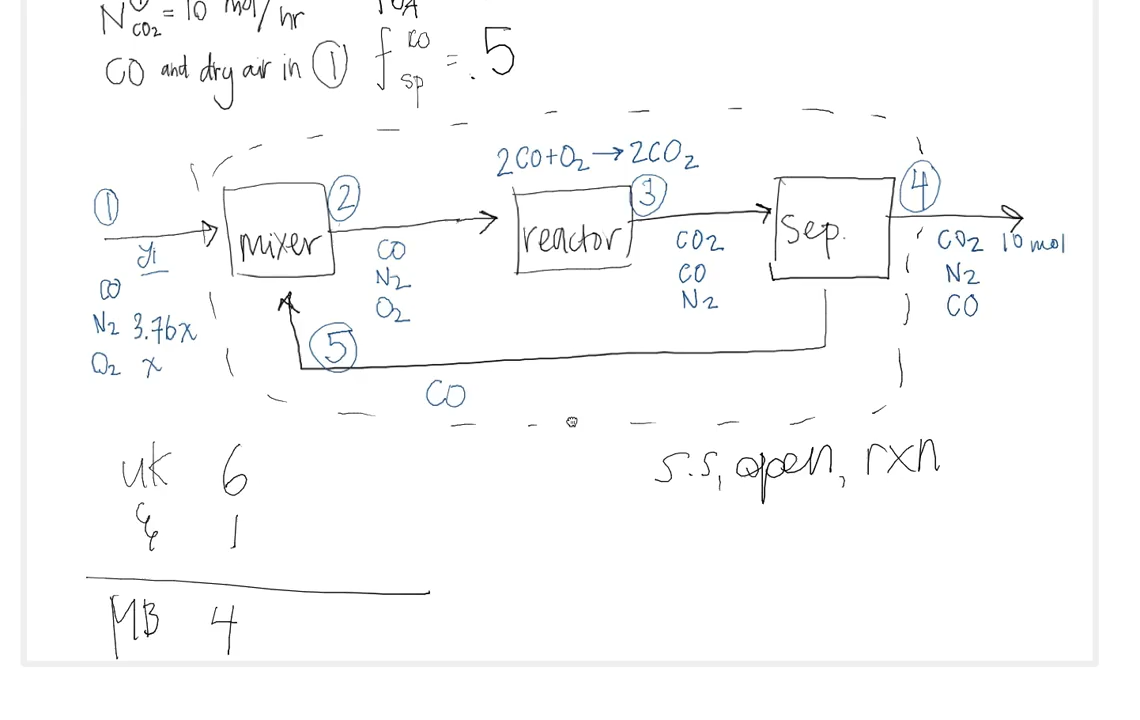 N CO₂ = 10 mol/hr
CO and dry air in ① f CO sp = .5
2CO+O₂→2CO₂
①
②
③
④
y₁
mixer
reactor
Sep.
CO
N₂ 3.76x
O₂ x
CO
N₂
O₂
CO₂
CO
N₂
CO₂ 10 mol
N₂
CO
⑤
CO
uk 6
ξ 1
s.s, open, rxn
MB 4